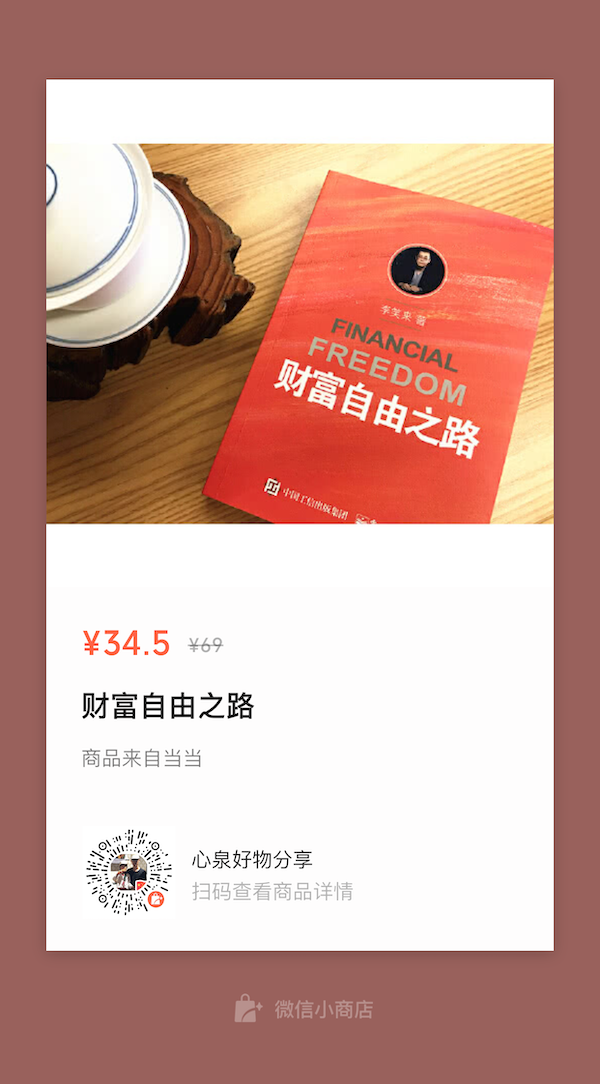 李笑来 著
FINANCIAL
FREEDOM
财富自由之路
中国工信出版集团
¥34.5 ¥69
财富自由之路
商品来自当当
心泉好物分享
扫码查看商品详情
微信小商店